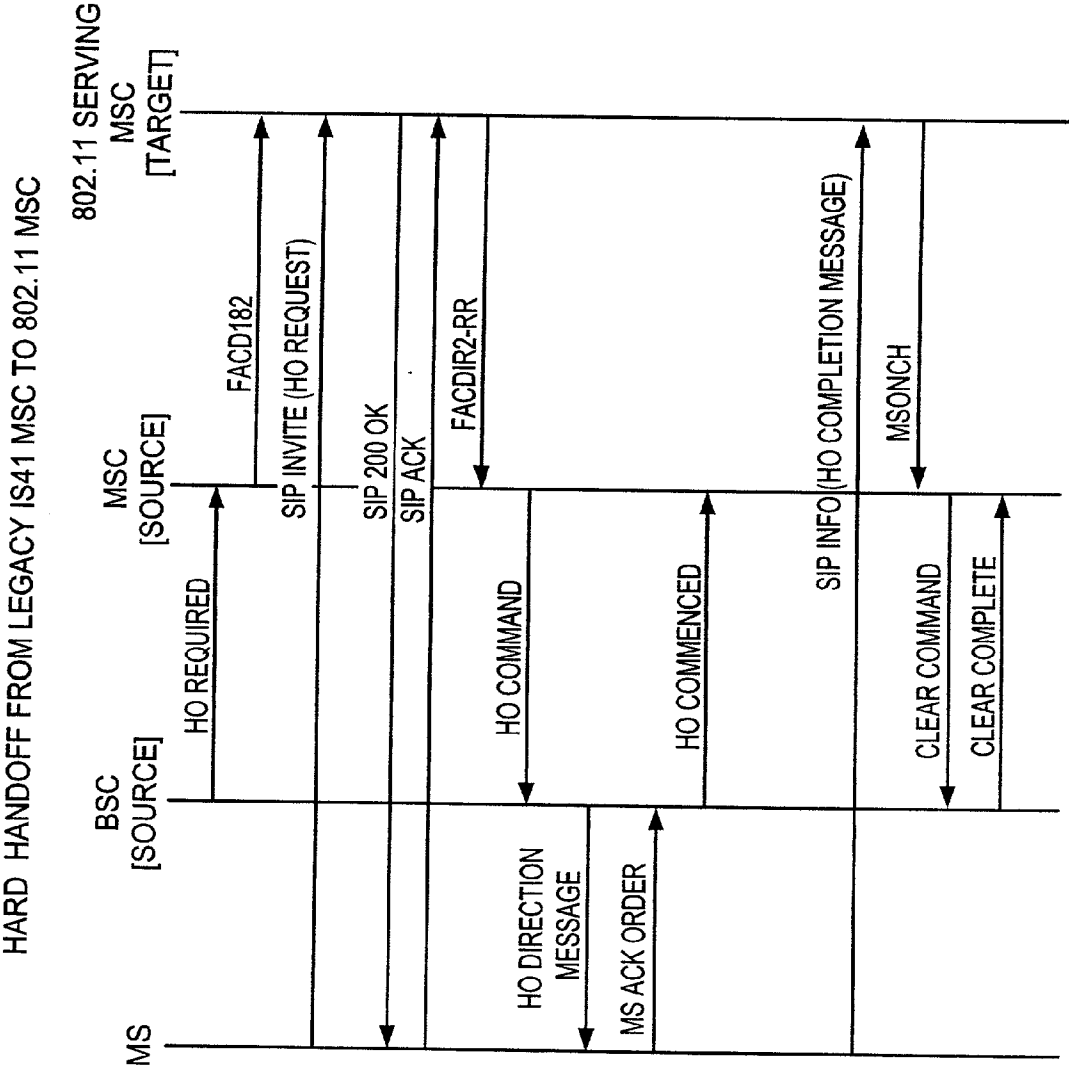 HARD HANDOFF FROM LEGACY IS41 MSC TO 802.11 MSC
MS
BSC
[SOURCE]
MSC
[SOURCE]
802.11 SERVING
MSC
[TARGET]
HO REQUIRED
FACD182
SIP INVITE (HO REQUEST)
SIP 200 OK
SIP ACK
FACDIR2-RR
HO COMMAND
HO DIRECTION
MESSAGE
MS ACK ORDER
HO COMMENCED
SIP INFO (HO COMPLETION MESSAGE)
MSONCH
CLEAR COMMAND
CLEAR COMPLETE